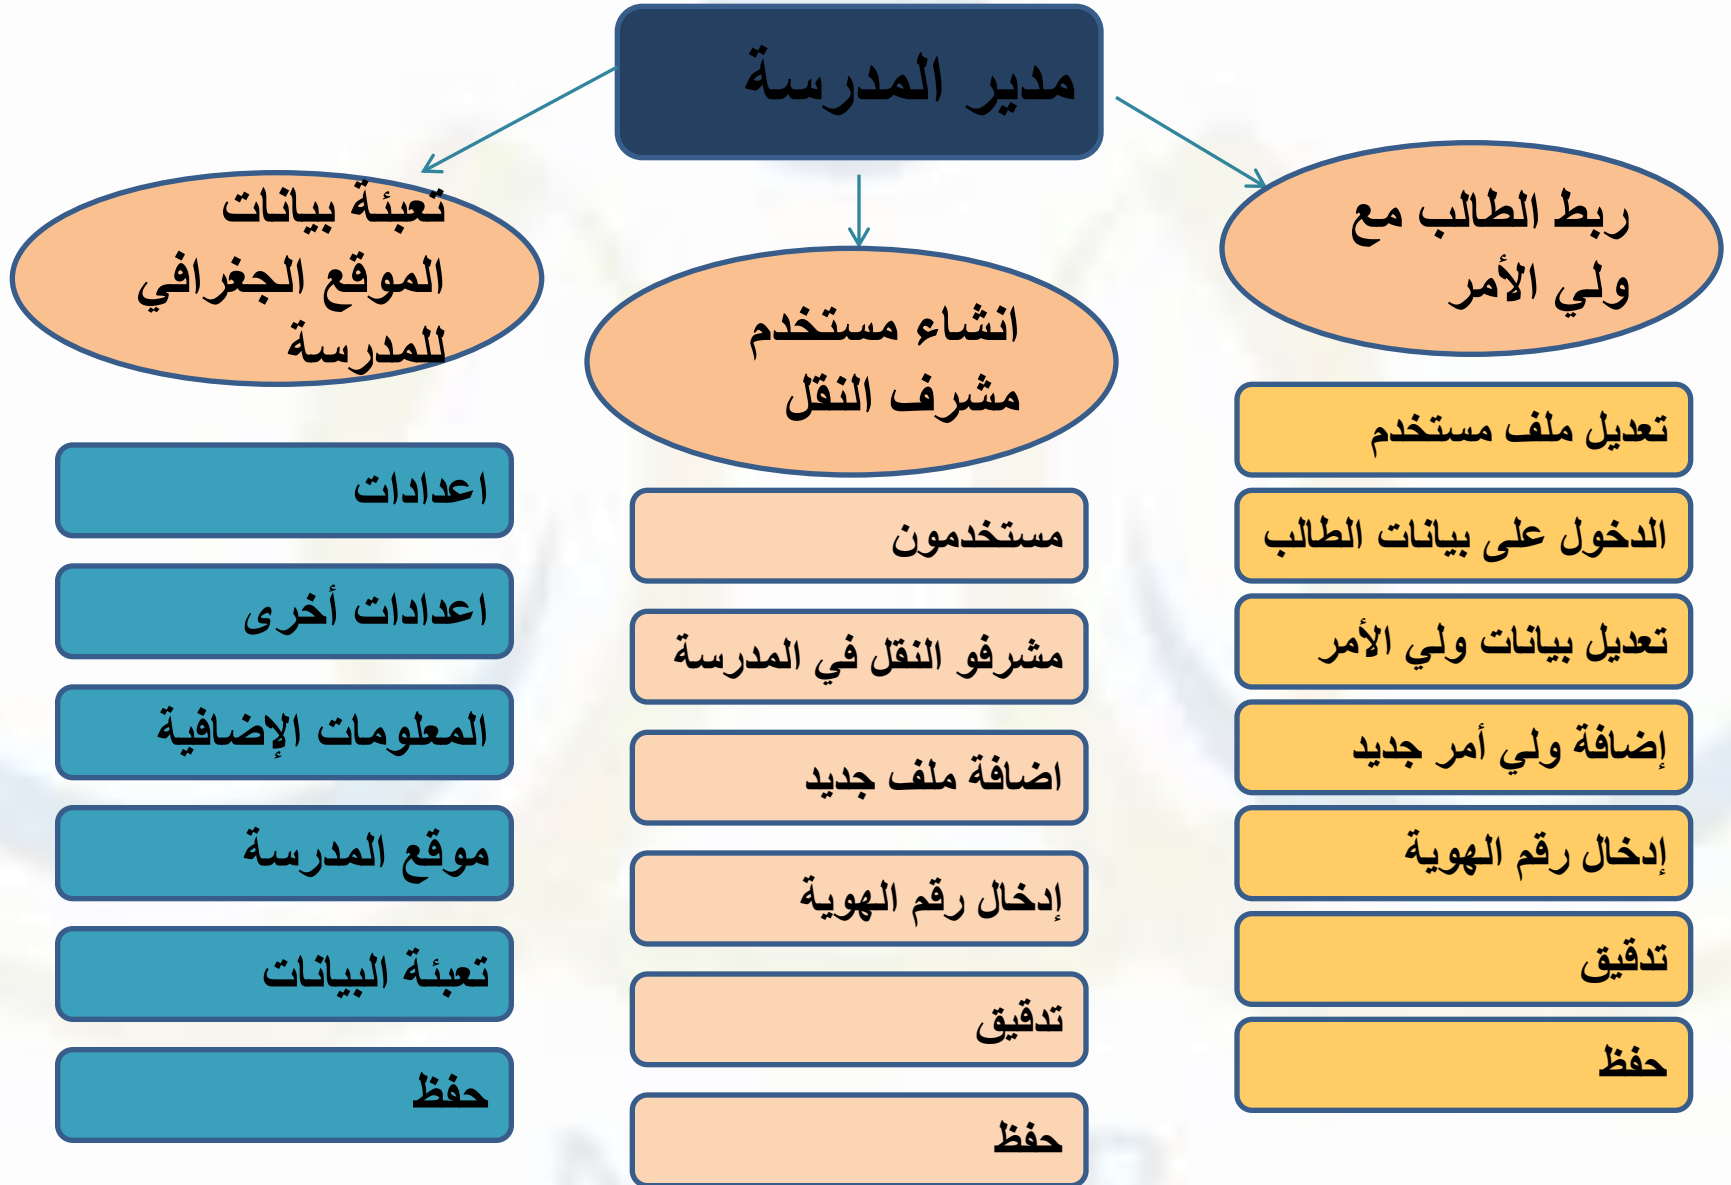 مدير المدرسة
ربط الطالب مع
ولي الأمر
تعديل ملف مستخدم
الدخول على بيانات الطالب
تعديل بيانات ولي الأمر
إضافة ولي أمر جديد
إدخال رقم الهوية
تدقيق
حفظ
انشاء مستخدم
مشرف النقل
مستخدمون
مشرفو النقل في المدرسة
اضافة ملف جديد
إدخال رقم الهوية
تدقيق
حفظ
تعبئة بيانات
الموقع الجغرافي
للمدرسة
اعدادات
اعدادات أخرى
المعلومات الإضافية
موقع المدرسة
تعبئة البيانات
حفظ